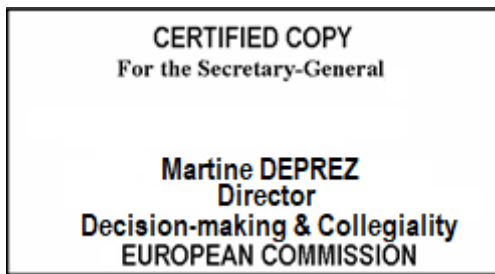 CERTIFIED COPY
For the Secretary-General
Martine DEPREZ
Director
Decision-making & Collegiality
EUROPEAN COMMISSION